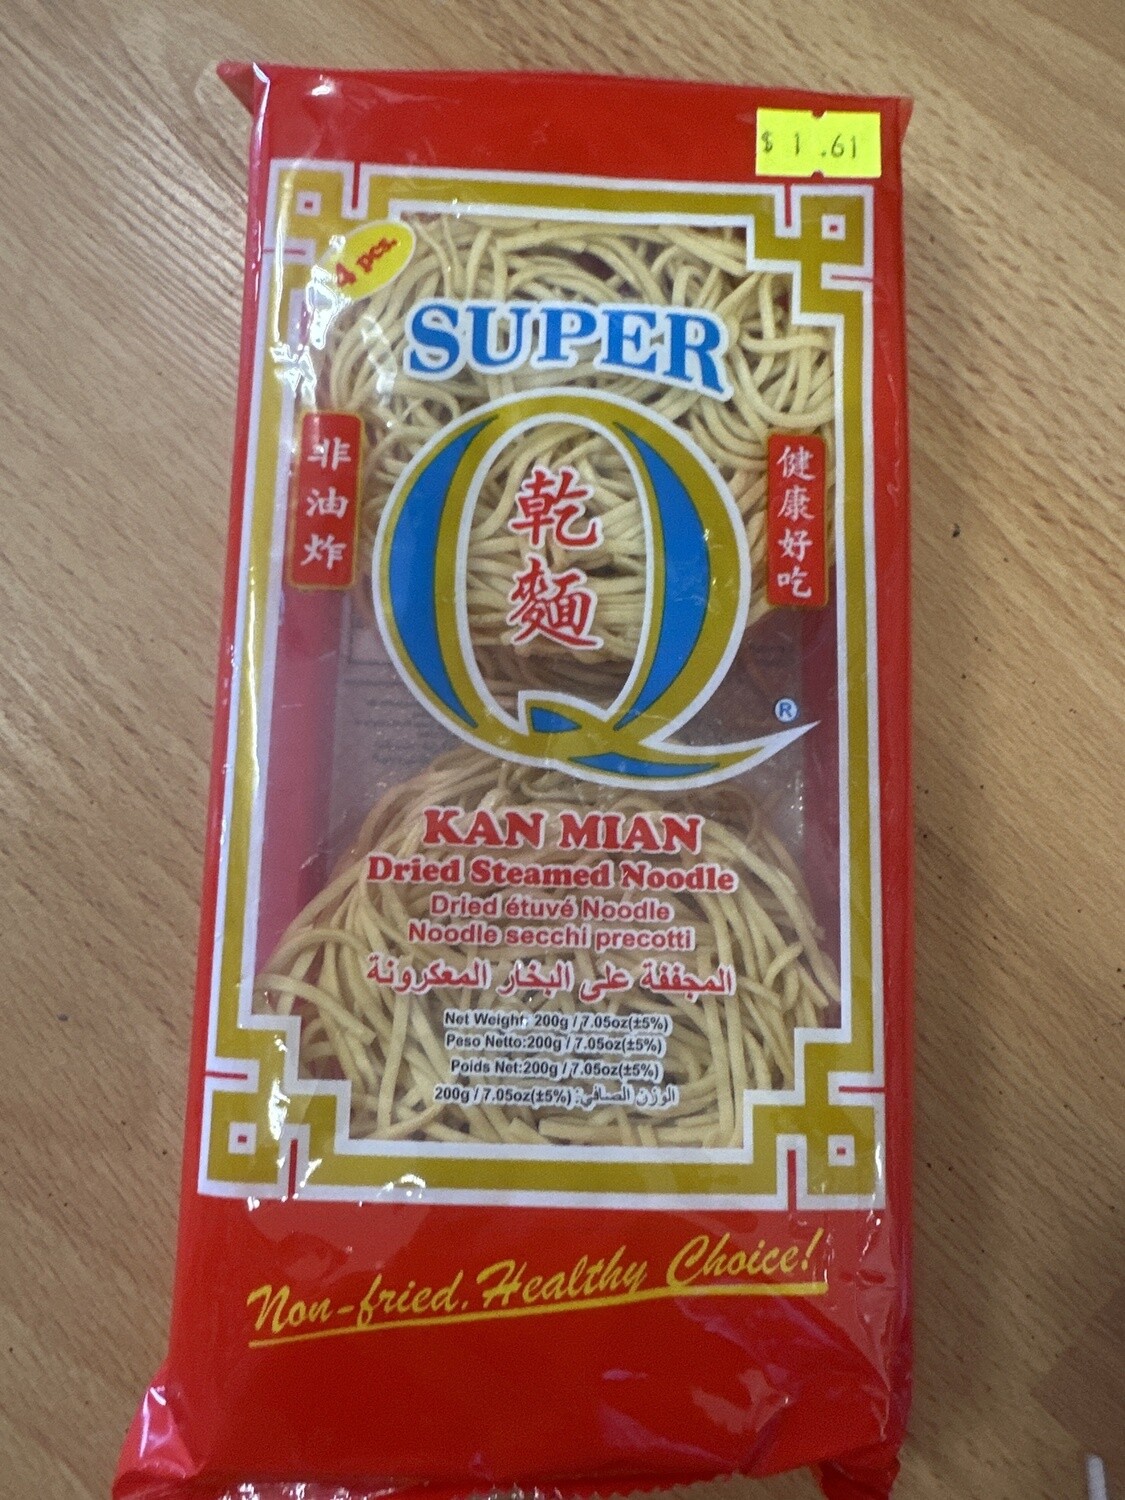 $ 1.61
4 pcs.
SUPER
Q
乾麵
非油炸
健康好吃
®
KAN MIAN
Dried Steamed Noodle
Dried étuvé Noodle
Noodle secchi precotti
المجففة على البخار المعكرونة
Net Weight: 200g / 7.05oz(±5%)
Peso Netto:200g / 7.05oz(±5%)
Poids Net:200g / 7.05oz(±5%)
200g / 7.05oz(±5%) :الوزن الصافي
Non-fried. Healthy Choice!